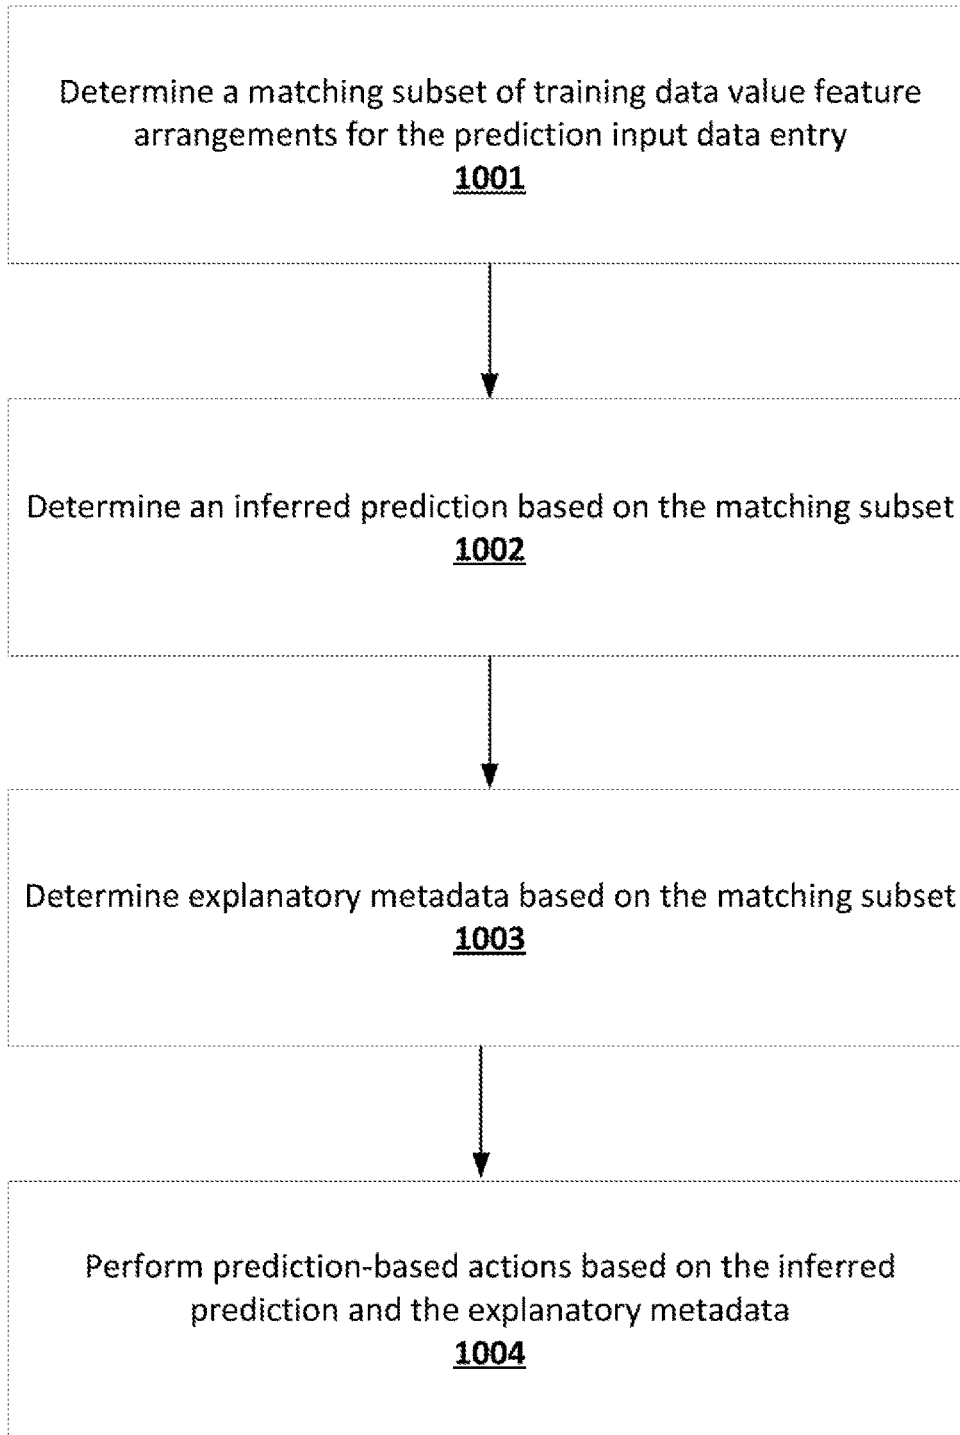 Determine a matching subset of training data value feature
arrangements for the prediction input data entry
1001
Determine an inferred prediction based on the matching subset
1002
Determine explanatory metadata based on the matching subset
1003
Perform prediction-based actions based on the inferred
prediction and the explanatory metadata
1004